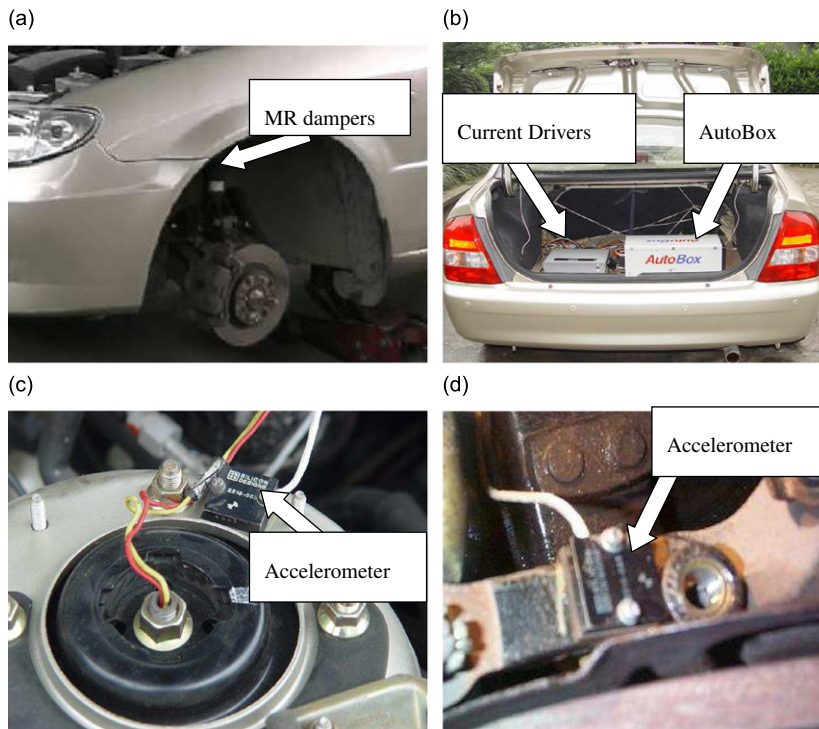 (a)
MR dampers
(b)
Current Drivers
AutoBox
AutoBox
(c)
SILICON
DESIGNS
Accelerometer
(d)
Accelerometer